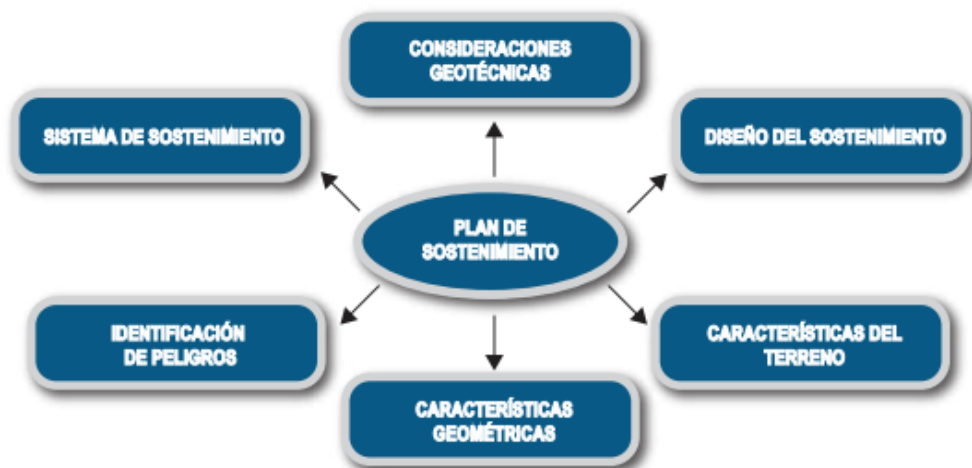 CONSIDERACIONES
GEOTÉCNICAS
SISTEMA DE SOSTENIMIENTO
DISEÑO DEL SOSTENIMIENTO
PLAN DE
SOSTENIMIENTO
IDENTIFICACIÓN
DE PELIGROS
CARACTERÍSTICAS DEL
TERRENO
CARACTERÍSTICAS
GEOMÉTRICAS